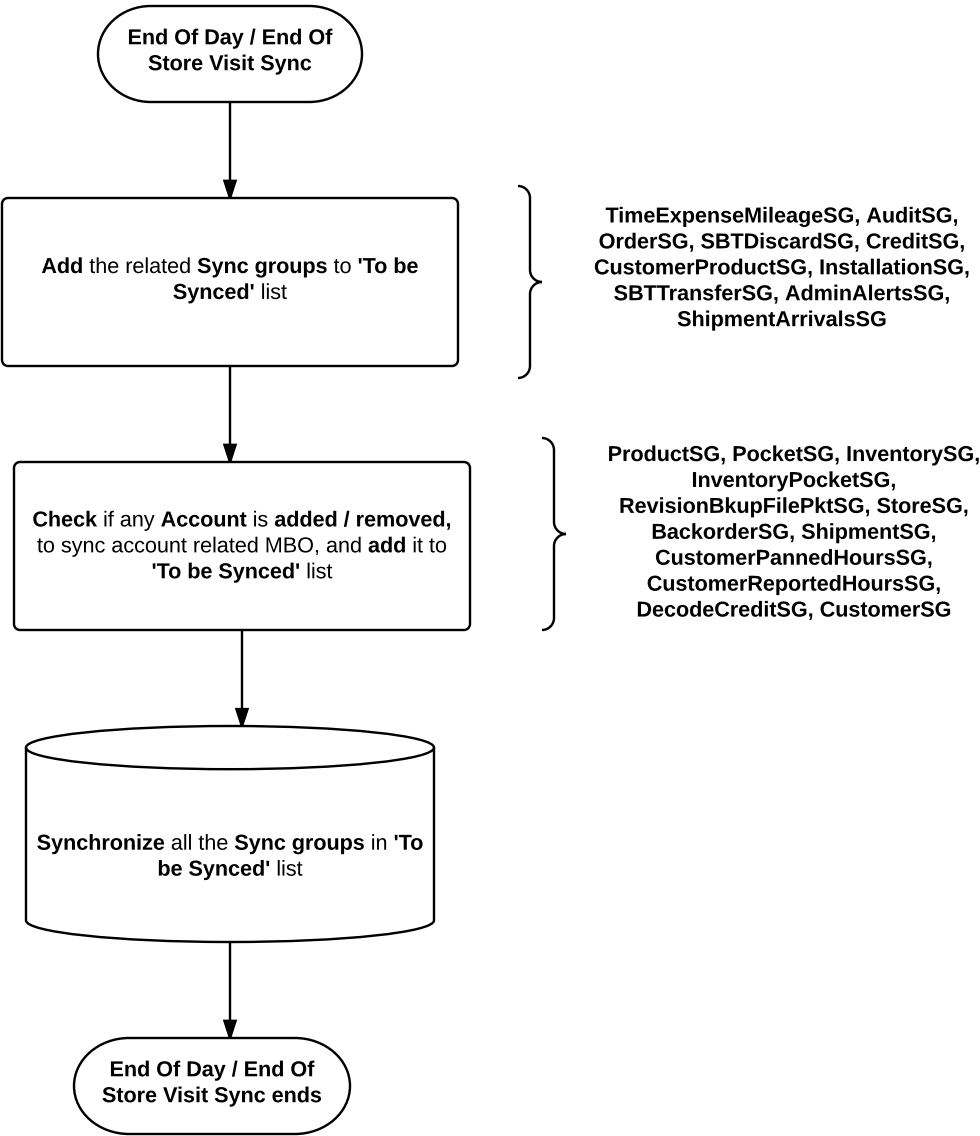 End Of Day / End Of
Store Visit Sync
Add the related Sync groups to 'To be
Synced' list
TimeExpenseMileageSG, AuditSG,
OrderSG, SBTDiscardSG, CreditSG,
CustomerProductSG, InstallationSG,
SBTTransferSG, AdminAlertsSG,
ShipmentArrivalsSG
Check if any Account is added / removed,
to sync account related MBO, and add it to
'To be Synced' list
ProductSG, PocketSG, InventorySG,
InventoryPocketSG,
RevisionBkupFilePktSG, StoreSG,
BackorderSG, ShipmentSG,
CustomerPannedHoursSG,
CustomerReportedHoursSG,
DecodeCreditSG, CustomerSG
Synchronize all the Sync groups in 'To
be Synced' list
End Of Day / End Of
Store Visit Sync ends